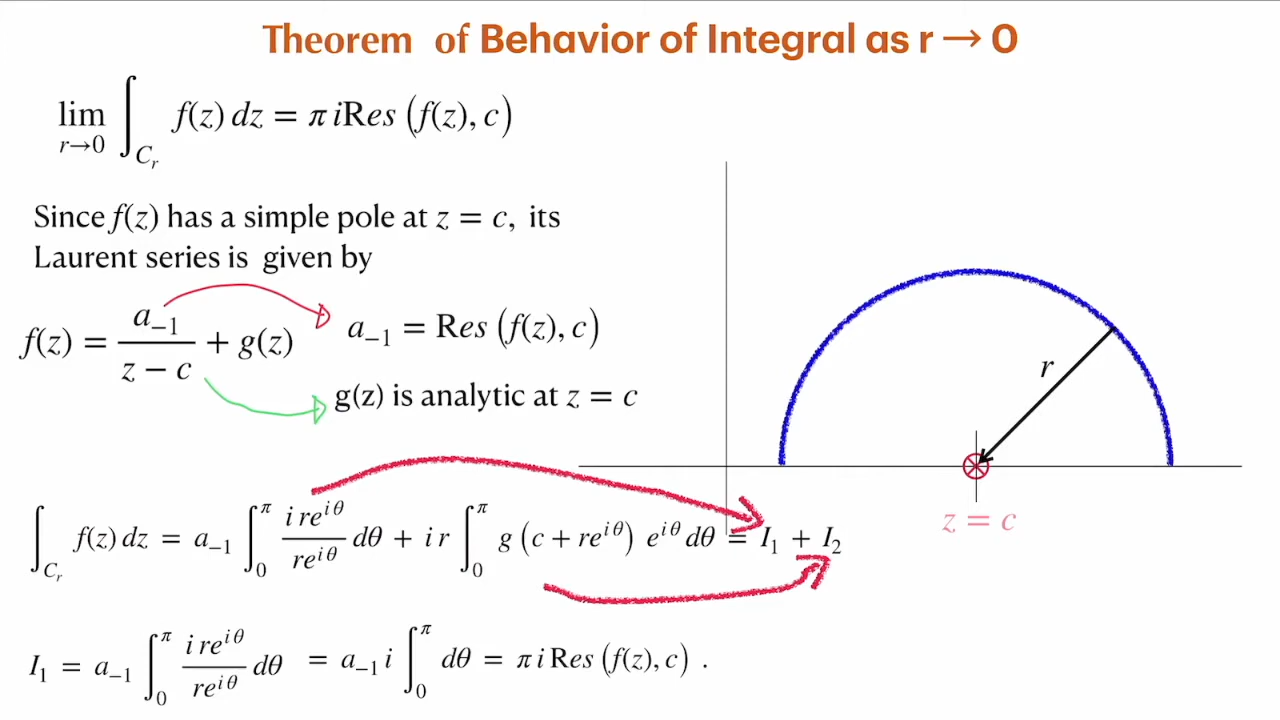 Theorem of Behavior of Integral as r → 0
lim r→0 ∫_{C_r} f(z) dz = π i Res (f(z), c)
Since f(z) has a simple pole at z = c, its
Laurent series is given by
f(z) = a_{−1} / (z − c) + g(z)
a_{−1} = Res (f(z), c)
g(z) is analytic at z = c
r
z = c
∫_{C_r} f(z) dz = a_{−1} ∫_0^π (i re^{iθ} / re^{iθ}) dθ + i r ∫_0^π g (c + re^{iθ}) e^{iθ} dθ = I_1 + I_2
I_1 = a_{−1} ∫_0^π (i re^{iθ} / re^{iθ}) dθ = a_{−1} i ∫_0^π dθ = π i Res (f(z), c) .